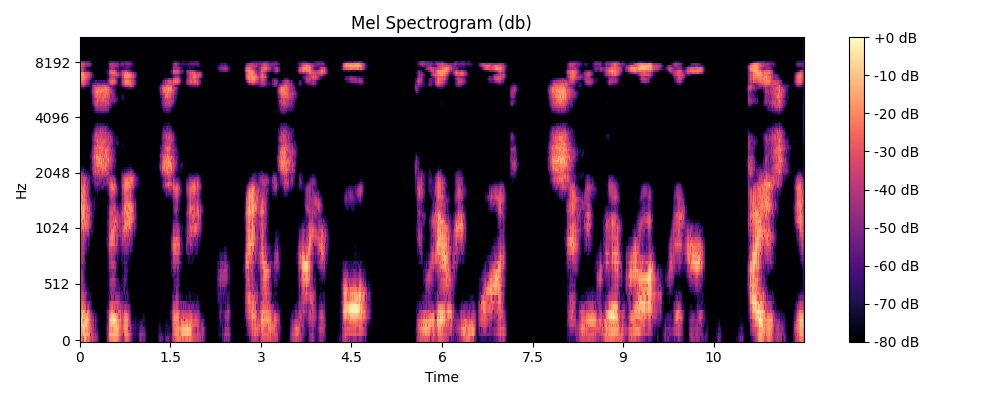 Mel Spectrogram (db)
Hz
8192
4096
2048
1024
512
0
0 1.5 3 4.5 6 7.5 9 10
Time
+0 dB
-10 dB
-20 dB
-30 dB
-40 dB
-50 dB
-60 dB
-70 dB
-80 dB